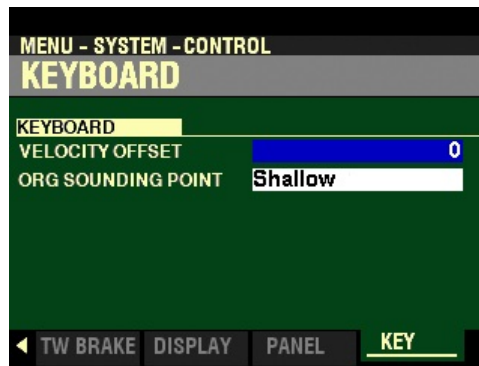 MENU - SYSTEM - CONTROL
KEYBOARD
KEYBOARD
VELOCITY OFFSET 0
ORG SOUNDING POINT Shallow
TW BRAKE DISPLAY PANEL KEY